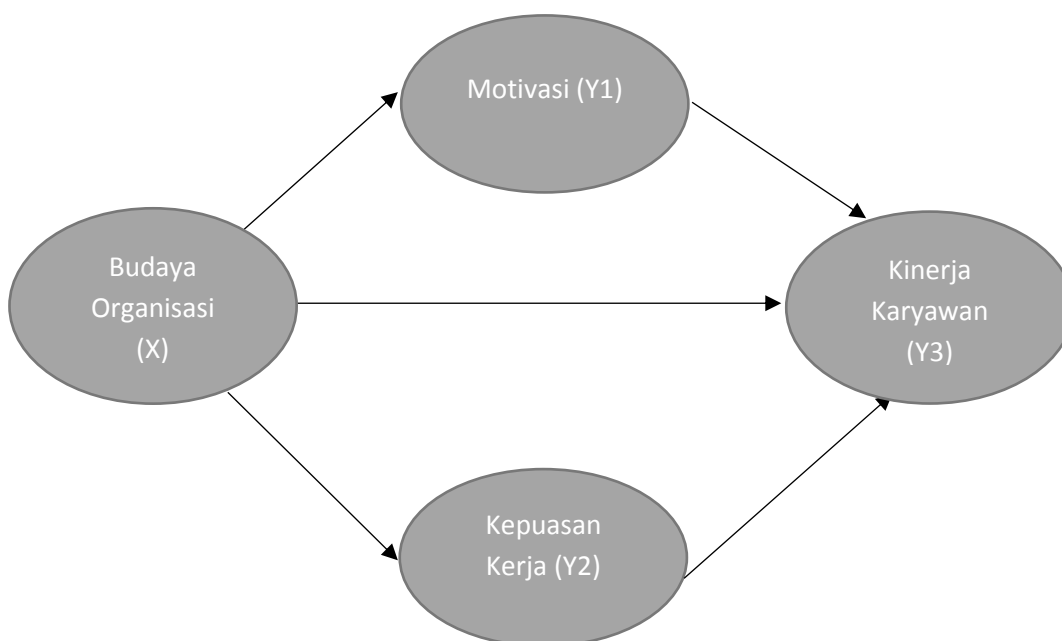 Motivasi (Y1)
Budaya
Organisasi
(X)
Kinerja
Karyawan
(Y3)
Kepuasan
Kerja (Y2)